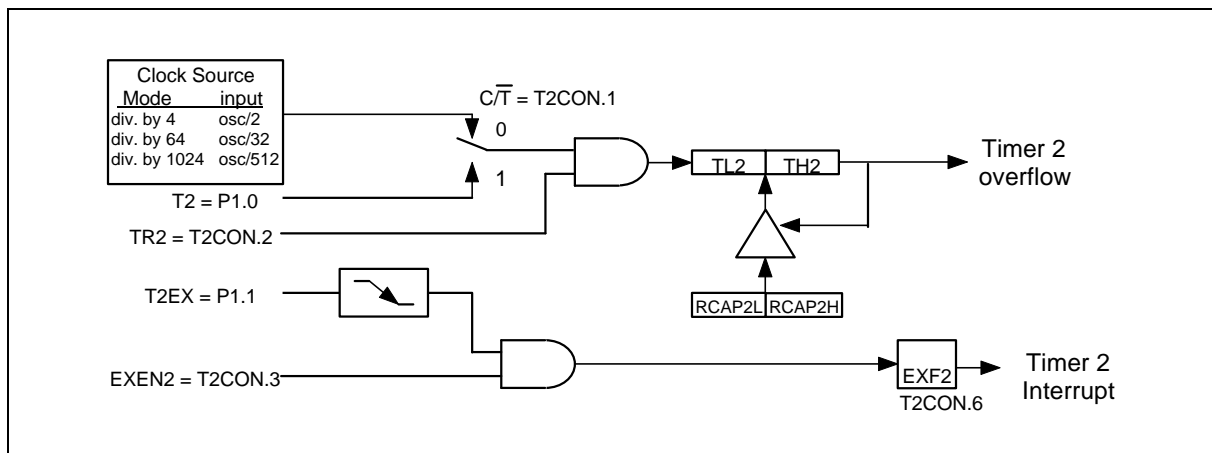 Clock Source
Mode input
div. by 4 osc/2
div. by 64 osc/32
div. by 1024 osc/512
C/T̅ = T2CON.1
0
1
T2 = P1.0
TR2 = T2CON.2
TL2 TH2
Timer 2
overflow
T2EX = P1.1
RCAP2L RCAP2H
EXEN2 = T2CON.3
EXF2
T2CON.6
Timer 2
Interrupt